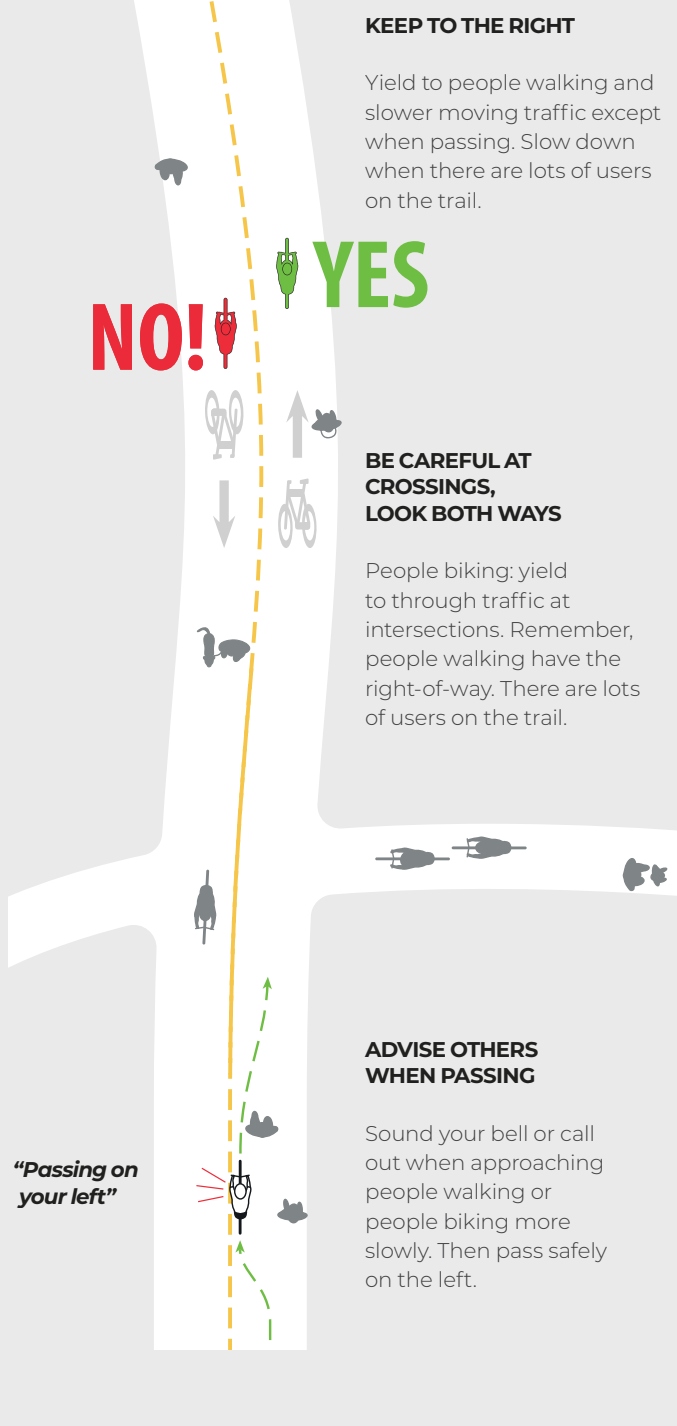 KEEP TO THE RIGHT
Yield to people walking and
slower moving traffic except
when passing. Slow down
when there are lots of users
on the trail.
YES
NO!
BE CAREFUL AT
CROSSINGS,
LOOK BOTH WAYS
People biking: yield
to through traffic at
intersections. Remember,
people walking have the
right-of-way. There are lots
of users on the trail.
ADVISE OTHERS
WHEN PASSING
Sound your bell or call
out when approaching
people walking or
people biking more
slowly. Then pass safely
on the left.
“Passing on
your left”